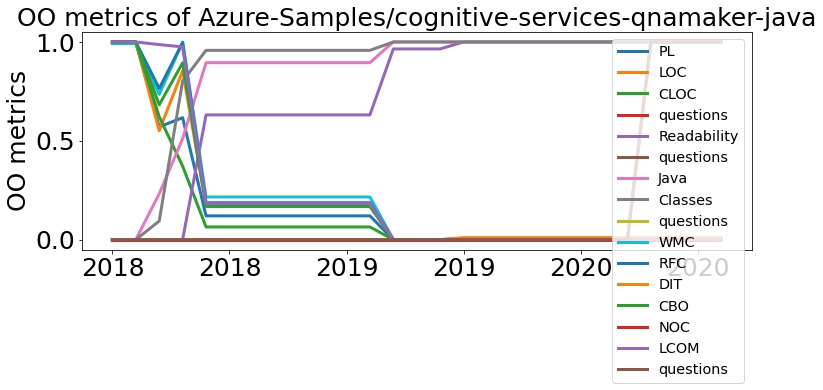 OO metrics of Azure-Samples/cognitive-services-qnamaker-java
OO metrics
1.0
0.5
0.0
2018
2018
2019
2019
2020
2020
PL
LOC
CLOC
questions
Readability
questions
Java
Classes
questions
WMC
RFC
DIT
CBO
NOC
LCOM
questions